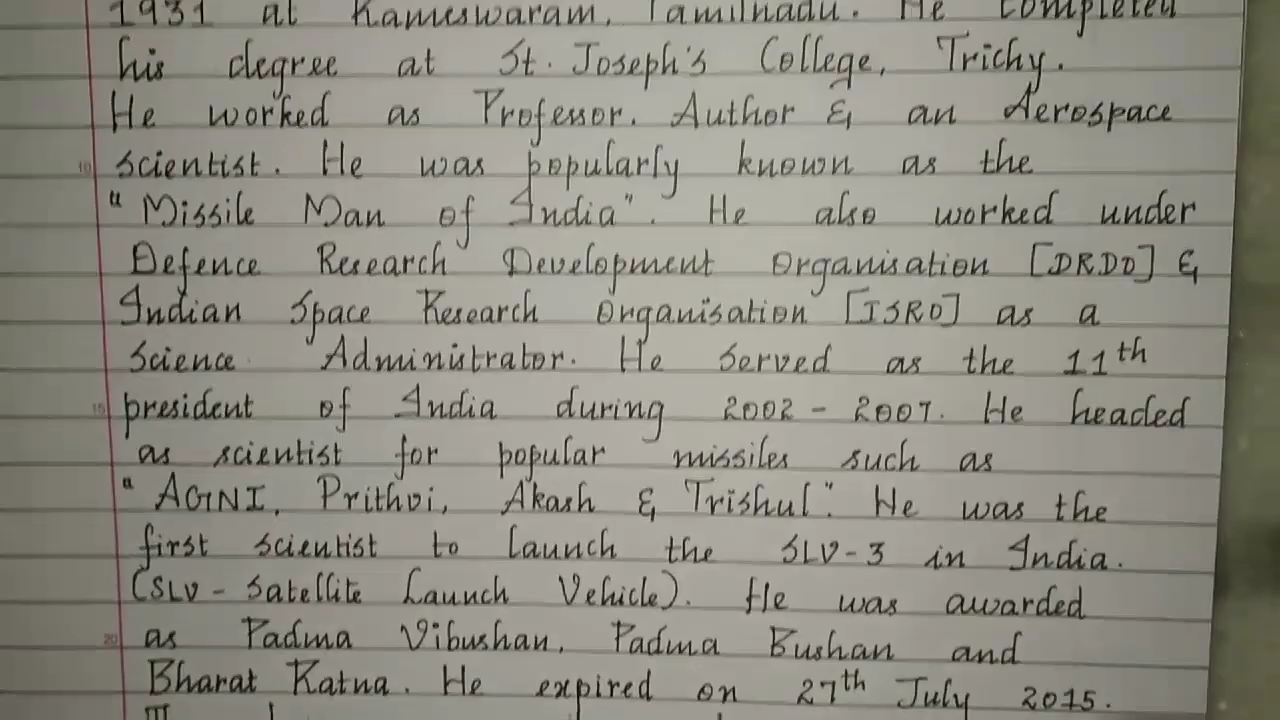 1931 at Rameswaram, Tamilnadu. He completed
his degree at St. Joseph's College, Trichy.
He worked as Professor. Author & an Aerospace
10 scientist. He was popularly known as the
"Missile Man of India". He also worked under
Defence Research Development Organisation [DRDO] &
Indian Space Research Organisation [ISRO] as a
Science Administrator. He served as the 11th
15 president of India during 2002 - 2007. He headed
as scientist for popular missiles such as
"AGNI, Prithvi, Akash & Trishul". He was the
first scientist to launch the SLV-3 in India.
(SLV - Satellite Launch Vehicle). He was awarded
20 as Padma Vibushan, Padma Bushan and
Bharat Ratna. He expired on 27th July 2015.